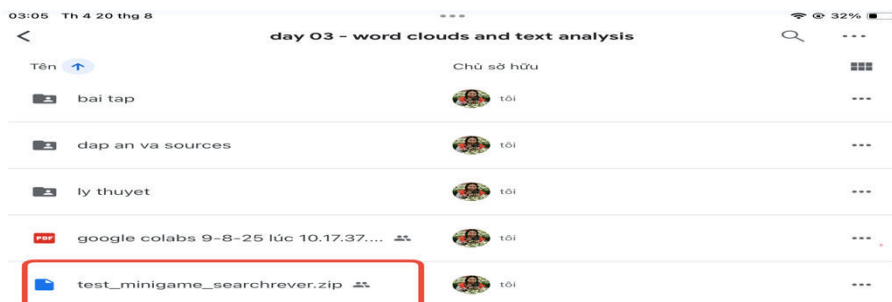 03:05 Th 4 20 thg 8
32%
day 03 - word clouds and text analysis
Tên Chủ sở hữu
bai tap tôi
dap an va sources tôi
ly thuyet tôi
PDF google colabs 9-8-25 lúc 10.17.37.... tôi
test_minigame_searchrever.zip tôi